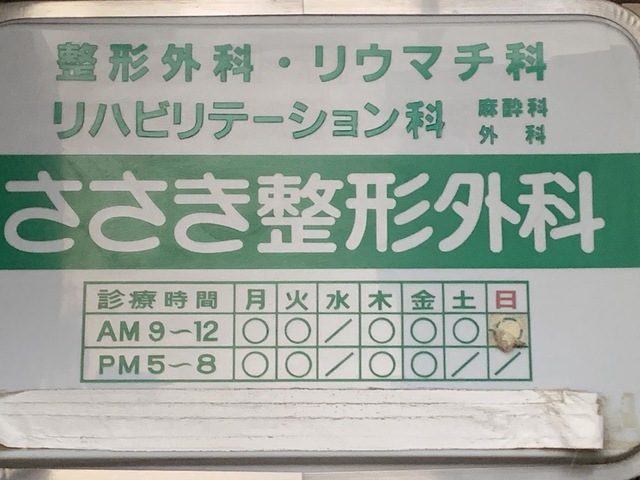 整形外科・リウマチ科
リハビリテーション科 麻酔科
外科
ささき整形外科
診療時間 月 火 水 木 金 土 日
AM 9〜12 ○ ○ ／ ○ ○ ○
PM 5〜8 ○ ○ ／ ○ ○ ／ ／